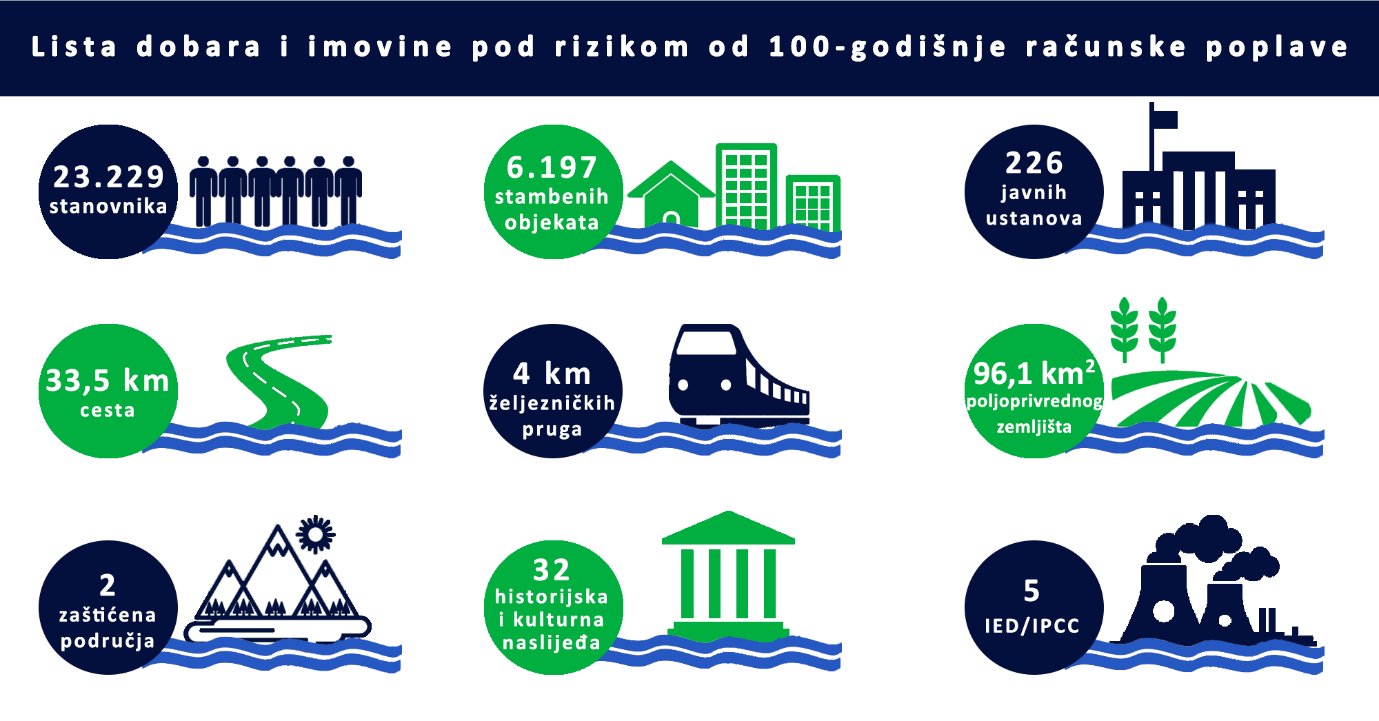 Lista dobara i imovine pod rizikom od 100-godišnje računske poplave
23.229
stanovnika
6.197
stambenih
objekata
226
javnih
ustanova
33,5 km
cesta
4 km
željezničkih
pruga
96,1 km²
poljoprivrednog
zemljišta
2
zaštićena
područja
32
historijska
i kulturna
naslijeđa
5
IED/IPCC